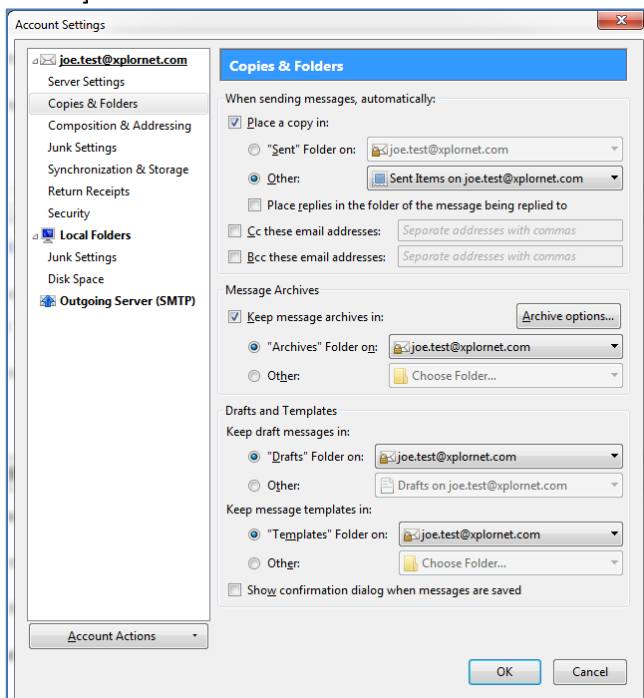 Account Settings
joe.test@xplornet.com
Server Settings
Copies & Folders
Composition & Addressing
Junk Settings
Synchronization & Storage
Return Receipts
Security
Local Folders
Junk Settings
Disk Space
Outgoing Server (SMTP)
Account Actions
Copies & Folders
When sending messages, automatically:
Place a copy in:
"Sent" Folder on: joe.test@xplornet.com
Other: Sent Items on joe.test@xplornet.com
Place replies in the folder of the message being replied to
Cc these email addresses: Separate addresses with commas
Bcc these email addresses: Separate addresses with commas
Message Archives
Keep message archives in: Archive options...
"Archives" Folder on: joe.test@xplornet.com
Other: Choose Folder...
Drafts and Templates
Keep draft messages in:
"Drafts" Folder on: joe.test@xplornet.com
Other: Drafts on joe.test@xplornet.com
Keep message templates in:
"Templates" Folder on: joe.test@xplornet.com
Other: Choose Folder...
Show confirmation dialog when messages are saved
OK Cancel